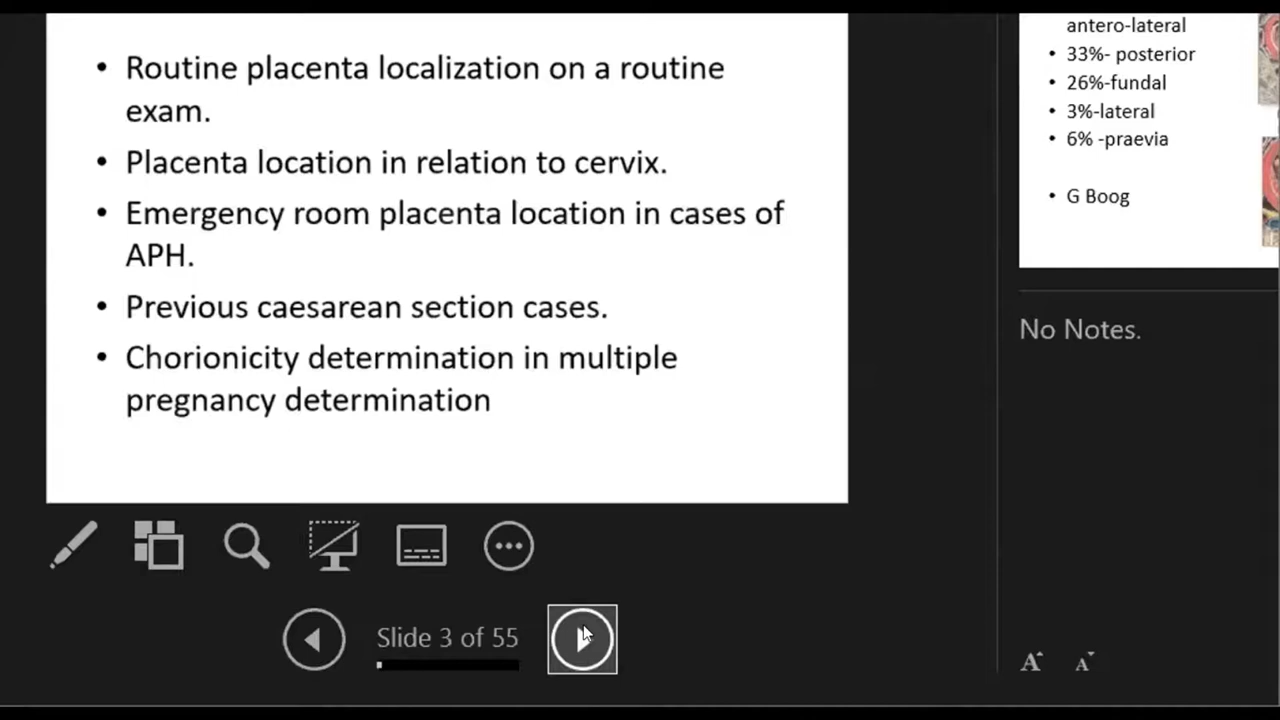 • Routine placenta localization on a routine
exam.
• Placenta location in relation to cervix.
• Emergency room placenta location in cases of
APH.
• Previous caesarean section cases.
• Chorionicity determination in multiple
pregnancy determination
Slide 3 of 55
antero-lateral
• 33%- posterior
• 26%-fundal
• 3%-lateral
• 6% -praevia
• G Boog
No Notes.
A A